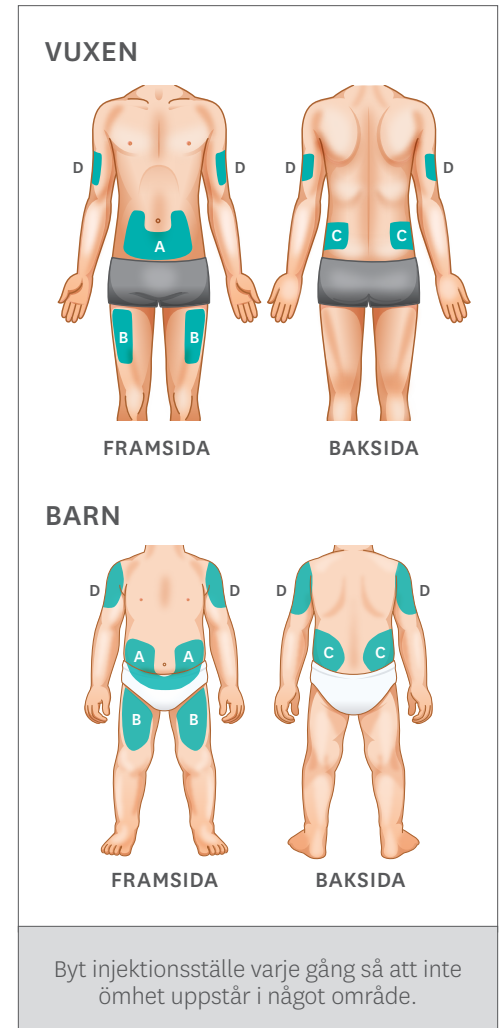 VUXEN
D D D D
A
C C
B B
FRAMSIDA BAKSIDA
BARN
D D D D
A A C C
B B
FRAMSIDA BAKSIDA
Byt injektionsställe varje gång så att inte
ömhet uppstår i något område.